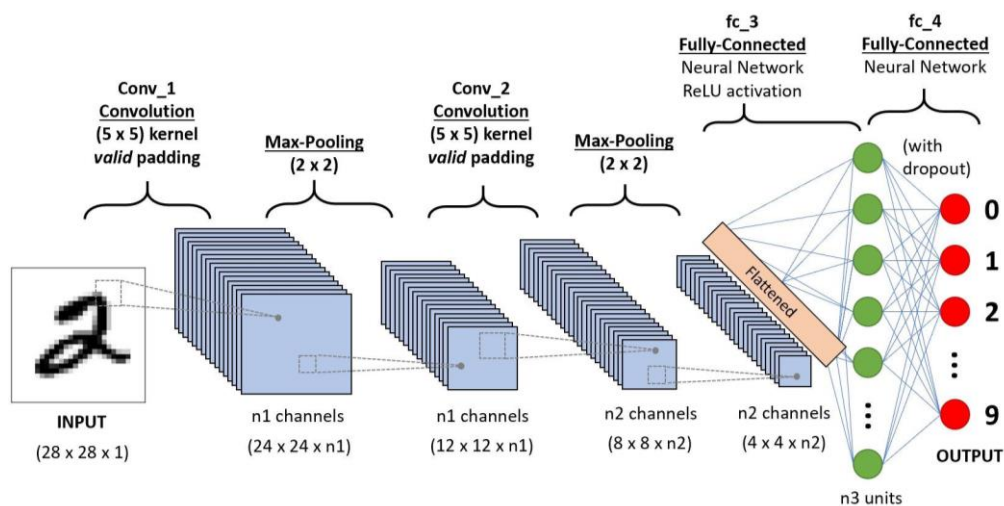 Conv_1
Convolution
(5 x 5) kernel
valid padding
Max-Pooling
(2 x 2)
Conv_2
Convolution
(5 x 5) kernel
valid padding
Max-Pooling
(2 x 2)
fc_3
Fully-Connected
Neural Network
ReLU activation
fc_4
Fully-Connected
Neural Network
(with
dropout)
2
INPUT
(28 x 28 x 1)
n1 channels
(24 x 24 x n1)
n1 channels
(12 x 12 x n1)
n2 channels
(8 x 8 x n2)
n2 channels
(4 x 4 x n2)
Flattened
n3 units
0
1
2
9
OUTPUT